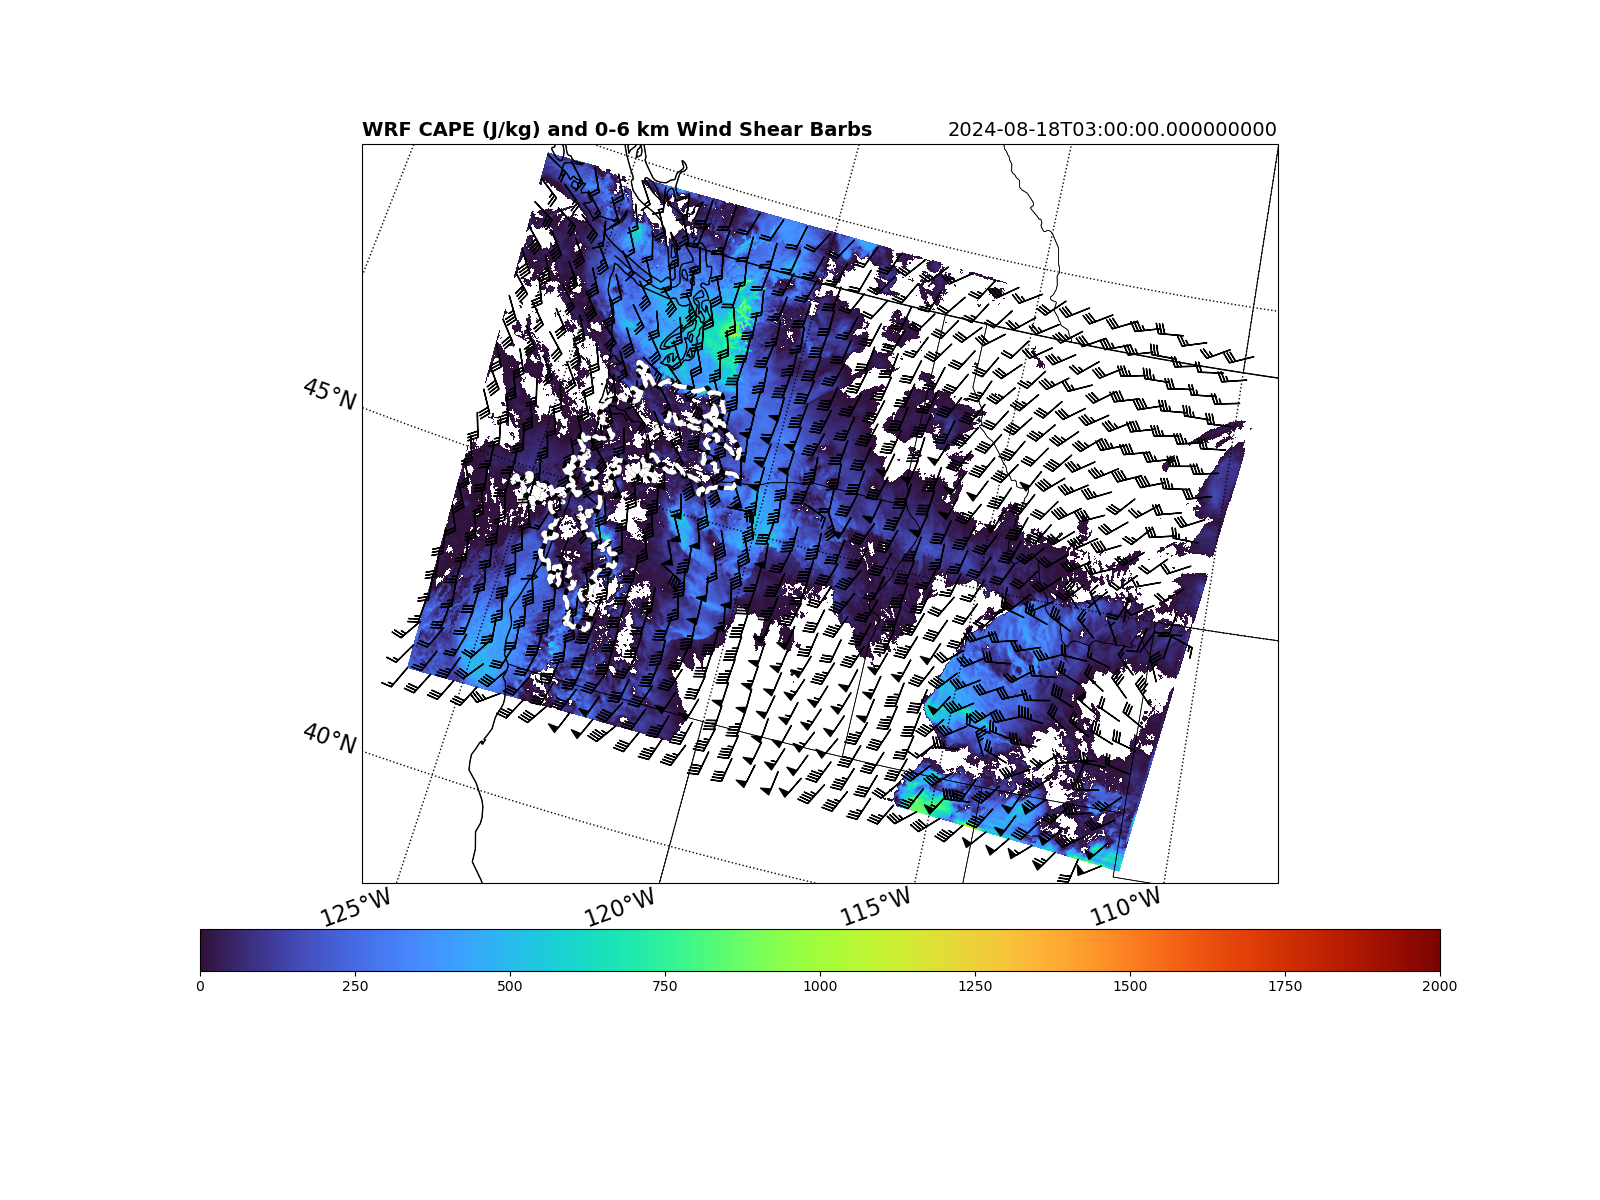 WRF CAPE (J/kg) and 0-6 km Wind Shear Barbs 2024-08-18T03:00:00.000000000
45°N
40°N
125°W 120°W 115°W 110°W
0 250 500 750 1000 1250 1500 1750 2000